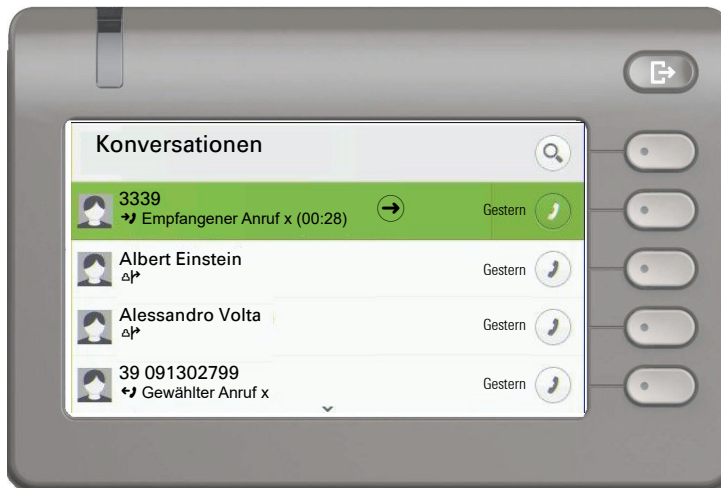 Konversationen
3339
Empfangener Anruf x (00:28)
Gestern
Albert Einstein
Gestern
Alessandro Volta
Gestern
39 091302799
Gewählter Anruf x
Gestern